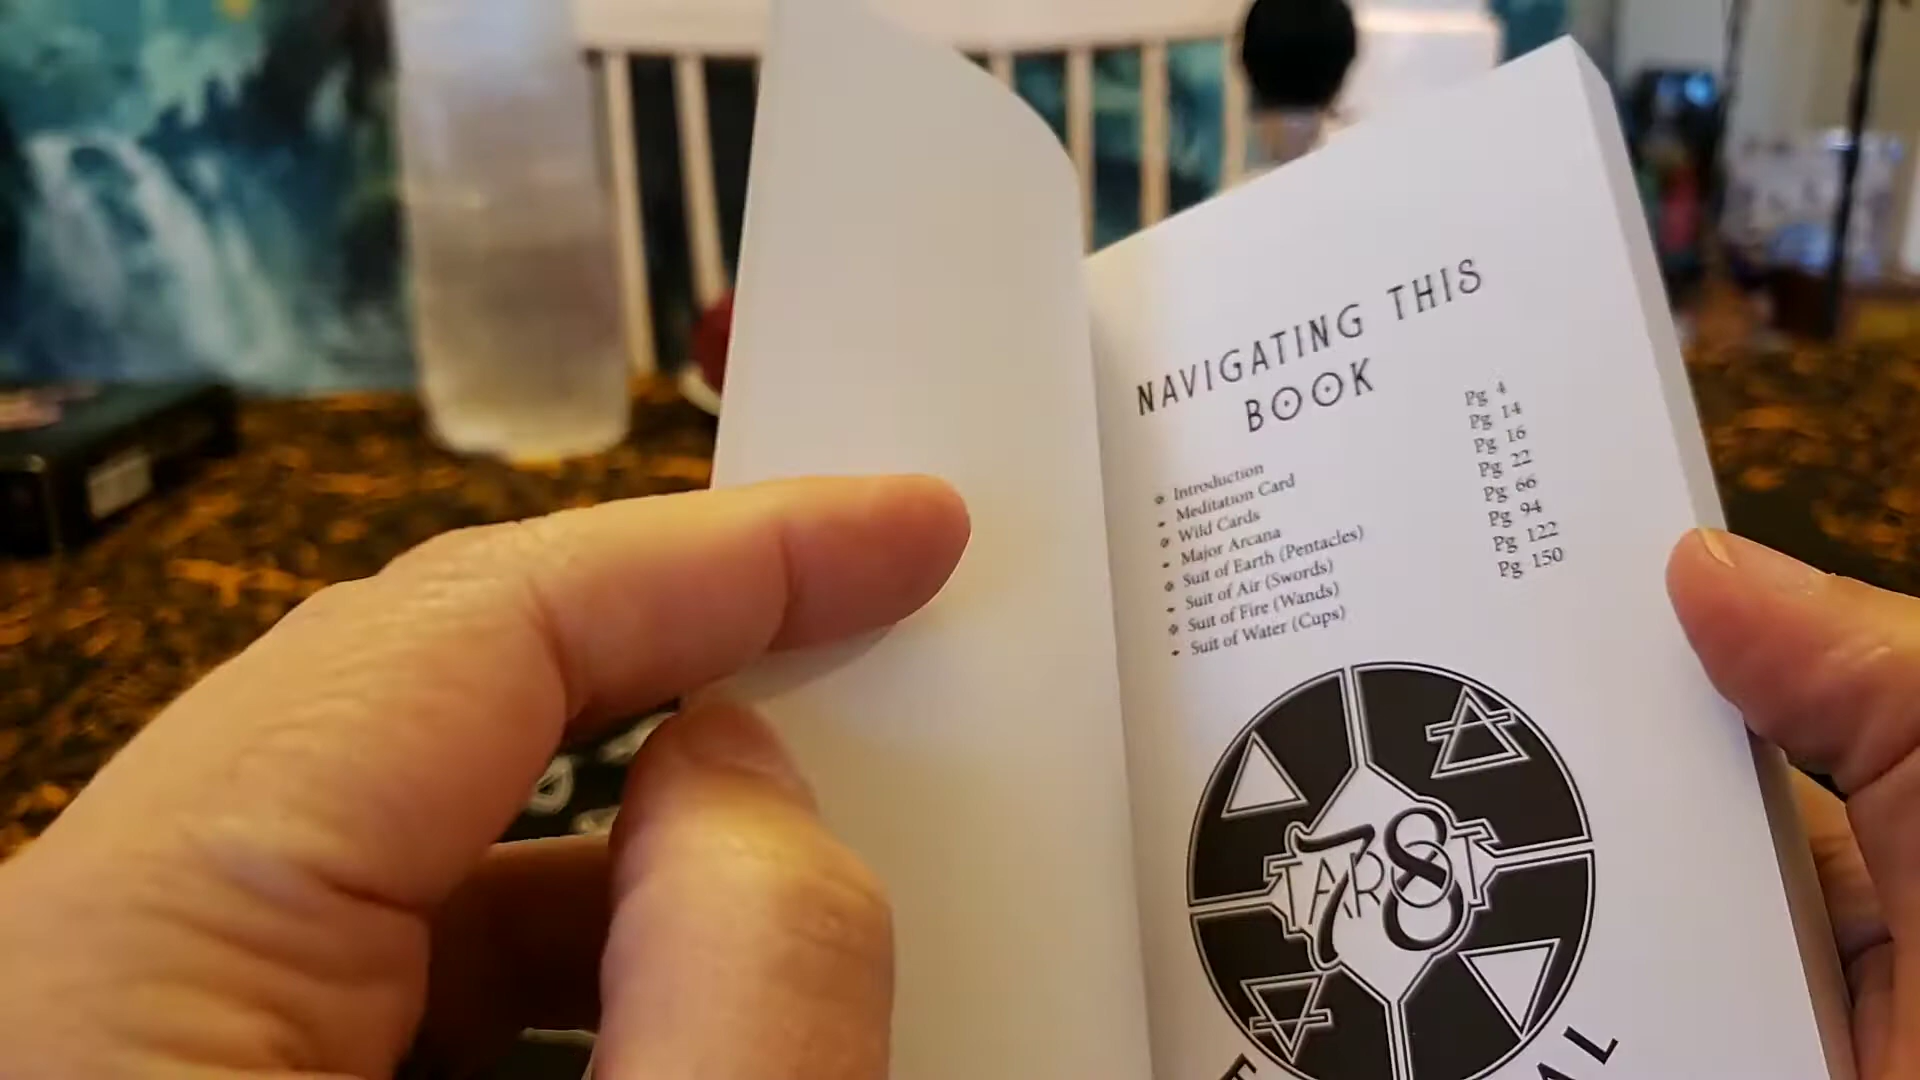 NAVIGATING THIS
BOOK
Introduction Pg 4
Meditation Card Pg 14
Wild Cards Pg 16
Major Arcana Pg 22
Suit of Earth (Pentacles) Pg 66
Suit of Air (Swords) Pg 94
Suit of Fire (Wands) Pg 122
Suit of Water (Cups) Pg 150
78
TAROT